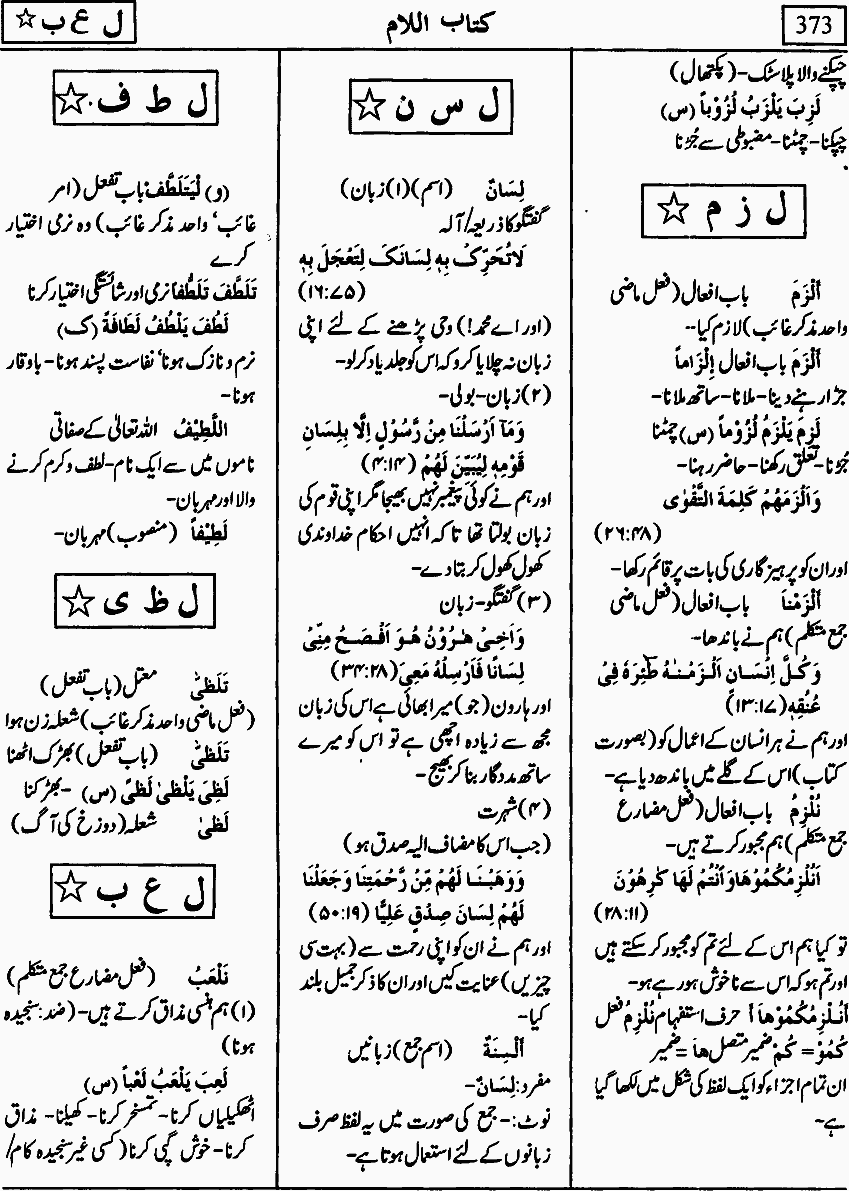 373
کتاب اللام
ل ع ب ☆
چپکنے والا پلاسٹک-(پکتھال)
لَزِبَ یَلْزَبُ لُزُوْباً (س)
چپکنا-چمٹنا-مضبوطی سے جُڑنا
ل ز م ☆
اَلْزَمَ باب افعال(فعل ماضی
واحد مذکر غائب)لازم کیا-
اَلْزَمَ باب افعال اِلْزَاماً
جڑا رہنے دینا-ملانا-ساتھ ملانا-
لَزِمَ یَلْزَمُ لُزُوْماً (س)چمٹنا
جُڑنا-تعلق رکھنا-حاضر رہنا-
وَاَلْزَمَهُمْ كَلِمَةَ التَّقْوٰى
(۲۶:۴۸)
اور ان کو پرہیزگاری کی بات پر قائم رکھا-
اَلْزَمْنَا باب افعال(فعل ماضی
جمع متکلم)ہم نے باندھا-
وَكُلَّ اِنْسَانٍ اَلْزَمْنٰهُ طٰٓئِرَهٗ فِیْ
عُنُقِهٖ(۱۳:۱۷)
اور ہم نے ہر انسان کے اعمال کو(بصورت
کتاب)اس کے گلے میں باندھ دیا ہے-
نُلْزِمُ باب افعال(فعل مضارع
جمع متکلم)ہم مجبور کرتے ہیں-
اَنُلْزِمُكُمُوْهَا وَاَنْتُمْ لَهَا كٰرِهُوْنَ
(۲۸:۱۱)
تو کیا ہم اس کے لئے تم کو مجبور کر سکتے ہیں
اور تم ہو کہ اس سے ناخوش ہو رہے ہو-
اَنُلْزِمُكُمُوْهَا أ حرف استفہام نُلْزِمُ فعل
كُمُوْ= كُمْ ضمیر متصل هَا =ضمیر
ان تمام اجزاء کو ایک لفظ کی شکل میں لکھا گیا
ہے-
ل س ن ☆
لِسَانٌ (اسم)(۱)زبان)
گفتگو کا ذریعہ/آلہ
لَا تُحَرِّكْ بِهٖ لِسَانَكَ لِتَعْجَلَ بِهٖ
(۱۶:۷۵)
(اور اے محمد!) وحی پڑھنے کے لئے اپنی
زبان نہ چلایا کرو کہ اس کو جلد یاد کر لو-
(۲)زبان-بولی-
وَمَآ اَرْسَلْنَا مِنْ رَّسُوْلٍ اِلَّا بِلِسَانِ
قَوْمِهٖ لِیُبَیِّنَ لَهُمْ (۴:۱۴)
اور ہم نے کوئی پیغمبر نہیں بھیجا مگر اپنی قوم کی
زبان بولتا تھا تا کہ انہیں احکام خداوندی
کھول کھول کر بتا دے-
(۳)گفتگو-زبان
وَاَخِیْ هٰرُوْنُ هُوَ اَفْصَحُ مِنِّیْ
لِسَانًا فَاَرْسِلْهُ مَعِیَ(۳۴:۲۸)
اور ہارون(جو)میرا بھائی ہے اس کی زبان
مجھ سے زیادہ اچھی ہے تو اس کو میرے
ساتھ مددگار بنا کر بھیج-
(۴)شہرت
(جب اس کا مضاف الیہ صدق ہو)
وَوَهَبْنَا لَهُمْ مِّنْ رَّحْمَتِنَا وَجَعَلْنَا
لَهُمْ لِسَانَ صِدْقٍ عَلِیًّا (۵۰:۱۹)
اور ہم نے ان کو اپنی رحمت سے(بہت سی
چیزیں)عنایت کیں اور ان کا ذکر جمیل بلند
کیا-
اَلْسِنَةٌ (اسم جمع)زبانیں
مفرد:لِسَانٌ-
نوٹ:-جمع کی صورت میں یہ لفظ صرف
زبانوں کے لئے استعمال ہوتا ہے-
ل ط ف ☆
(و) لْیَتَلَطَّفْ باب تفعل (امر
غائب، واحد مذکر غائب) وہ نرمی اختیار
کرے
تَلَطَّفَ تَلَطُّفاً نرمی اور شائستگی اختیار کرنا
لَطُفَ یَلْطُفُ لَطَافَةً (ک)
نرم و نازک ہونا، نفاست پسند ہونا-باوقار
ہونا-
اللَّطِیْفُ اللہ تعالیٰ کے صفاتی
ناموں میں سے ایک نام-لطف و کرم کرنے
والا اور مہربان-
لَطِیْفاً (منصوب)مہربان-
ل ظ ی ☆
تَلَظّٰی معتل(باب تفعل)
(فعل ماضی واحد مذکر غائب)شعلہ زن ہوا
تَلَظّٰی (باب تفعل)بھڑک اٹھنا
لَظِیَ یَلْظٰی لَظًی (س)-بھڑکنا
لَظٰی شعلہ(دوزخ کی آگ)
ل ع ب ☆
نَلْعَبُ (فعل مضارع جمع متکلم)
(۱)ہم ہنسی مذاق کرتے ہیں-(ضد:سنجیدہ
ہونا)
لَعِبَ یَلْعَبُ لَعْباً (س)
اٹھکیلیاں کرنا-تمسخر کرنا-کھیلنا-مذاق
کرنا-خوش گپی کرنا(کسی غیر سنجیدہ کام/